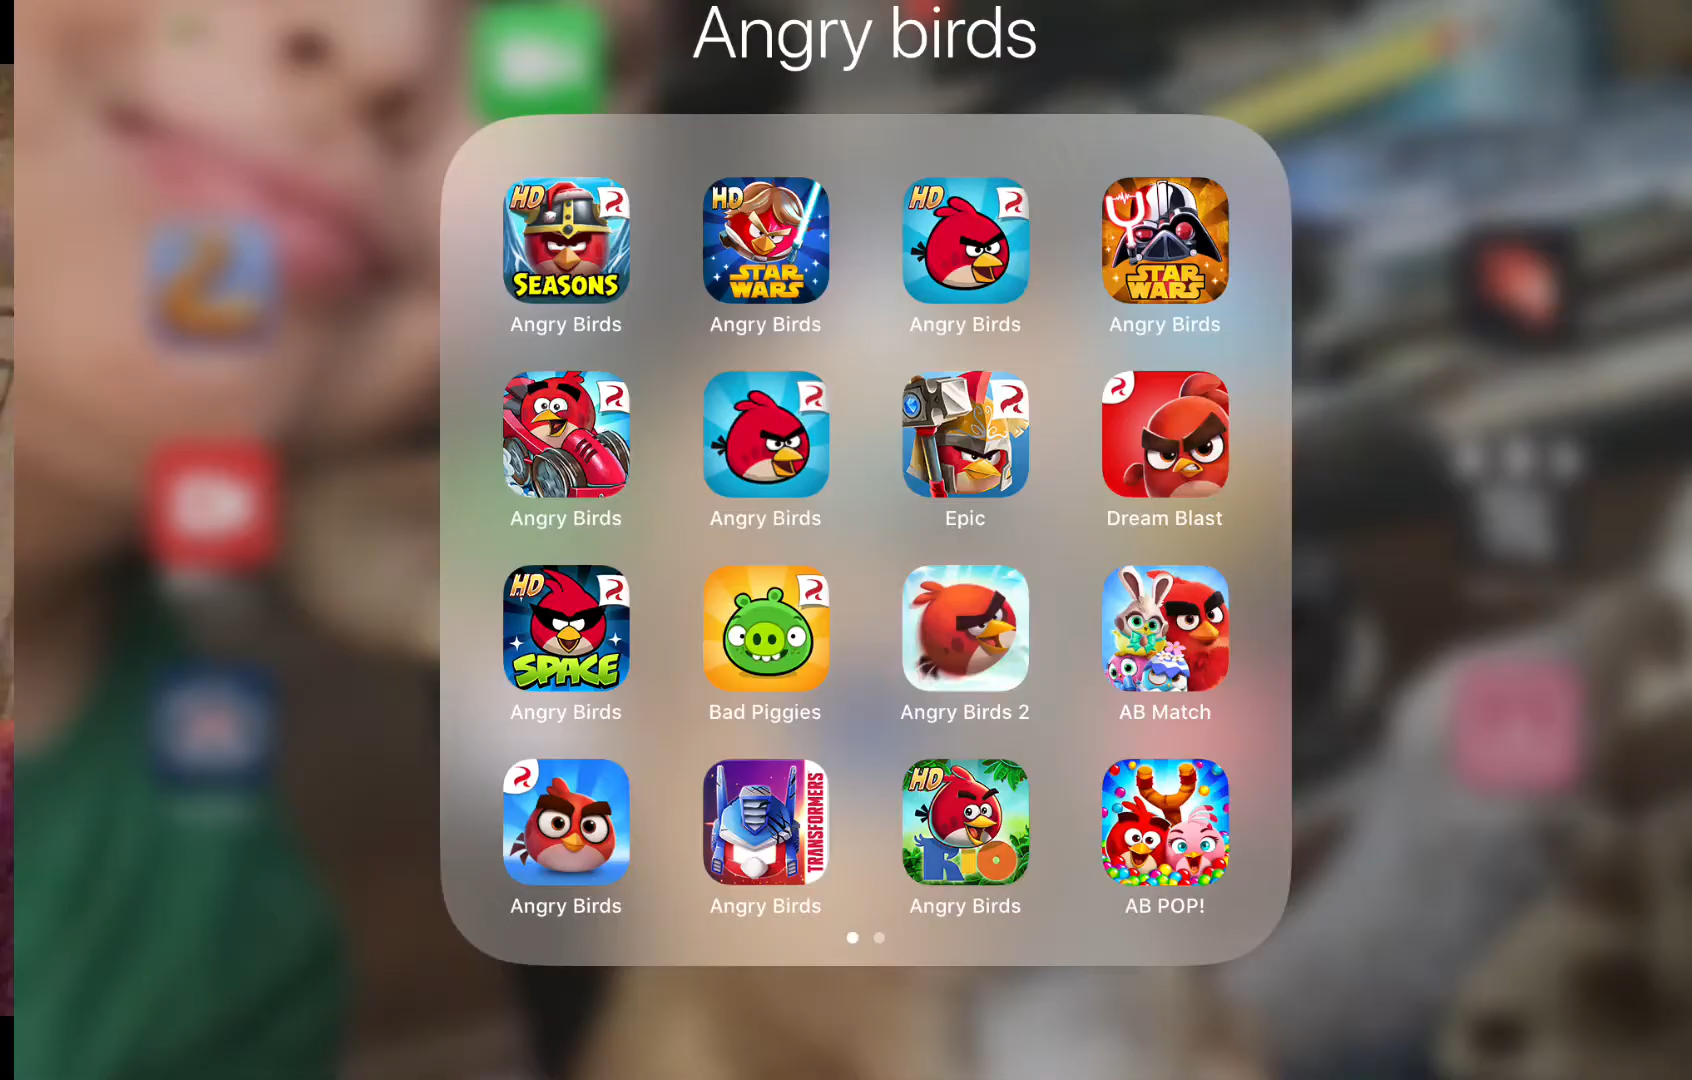 Angry birds
HD
SEASONS
Angry Birds
HD
STAR
WARS
Angry Birds
HD
Angry Birds
STAR
WARS
Angry Birds
Angry Birds
Angry Birds
Epic
Dream Blast
HD
SPACE
Angry Birds
Bad Piggies
Angry Birds 2
AB Match
Angry Birds
TRANSFORMERS
Angry Birds
HD
RIO
Angry Birds
AB POP!